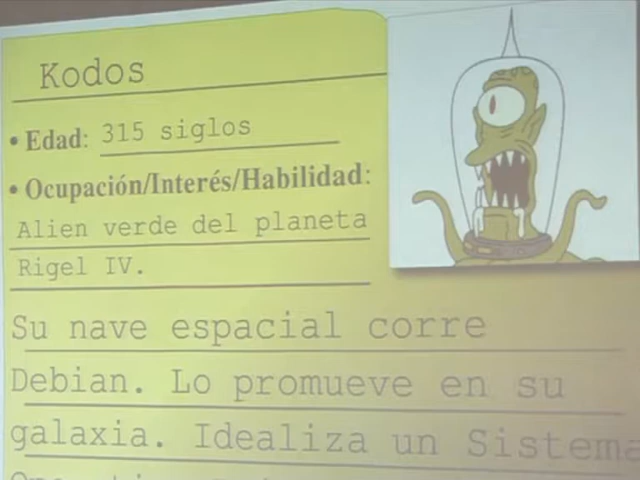 Kodos
• Edad: 315 siglos
• Ocupación/Interés/Habilidad:
Alien verde del planeta
Rigel IV.
Su nave espacial corre
Debian. Lo promueve en su
galaxia. Idealiza un Sistema